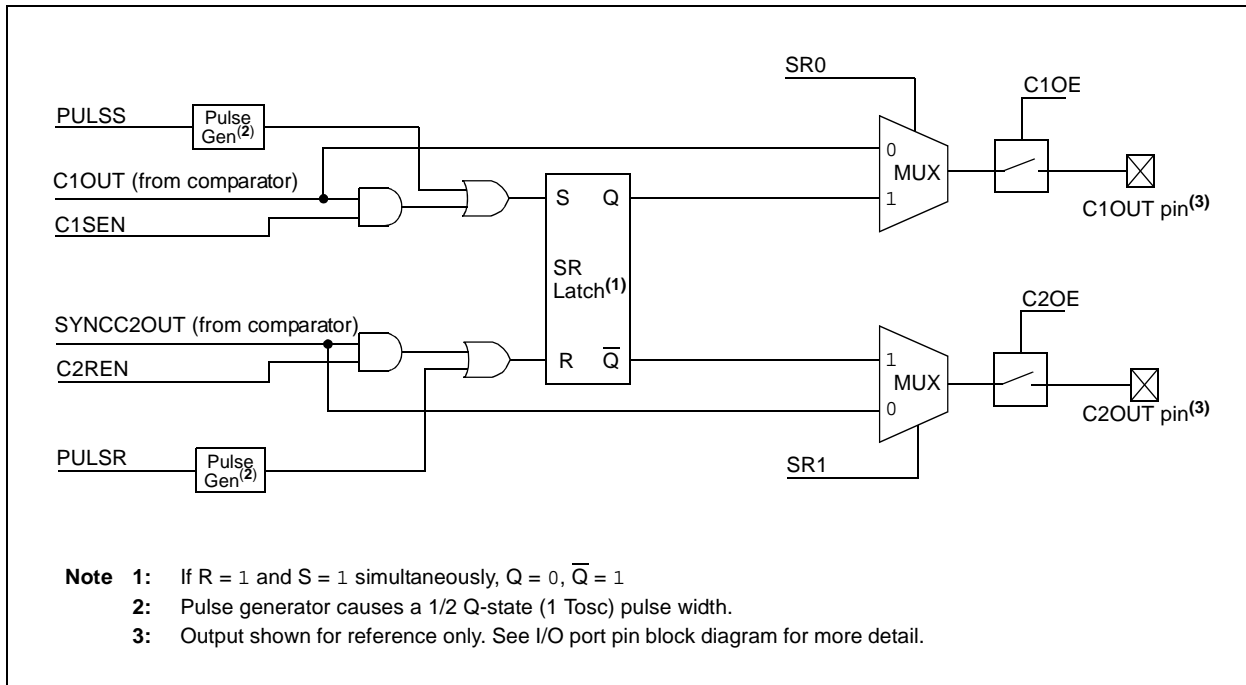 SR0
C1OE
PULSS
Pulse
Gen(2)
0
MUX
1
C1OUT (from comparator)
C1SEN
S Q
C1OUT pin(3)
SR
Latch(1)
SYNCC2OUT (from comparator)
C2REN
R Q̅
C2OE
1
MUX
0
C2OUT pin(3)
PULSR
Pulse
Gen(2)
SR1
Note 1: If R = 1 and S = 1 simultaneously, Q = 0, Q̅ = 1
2: Pulse generator causes a 1/2 Q-state (1 Tosc) pulse width.
3: Output shown for reference only. See I/O port pin block diagram for more detail.